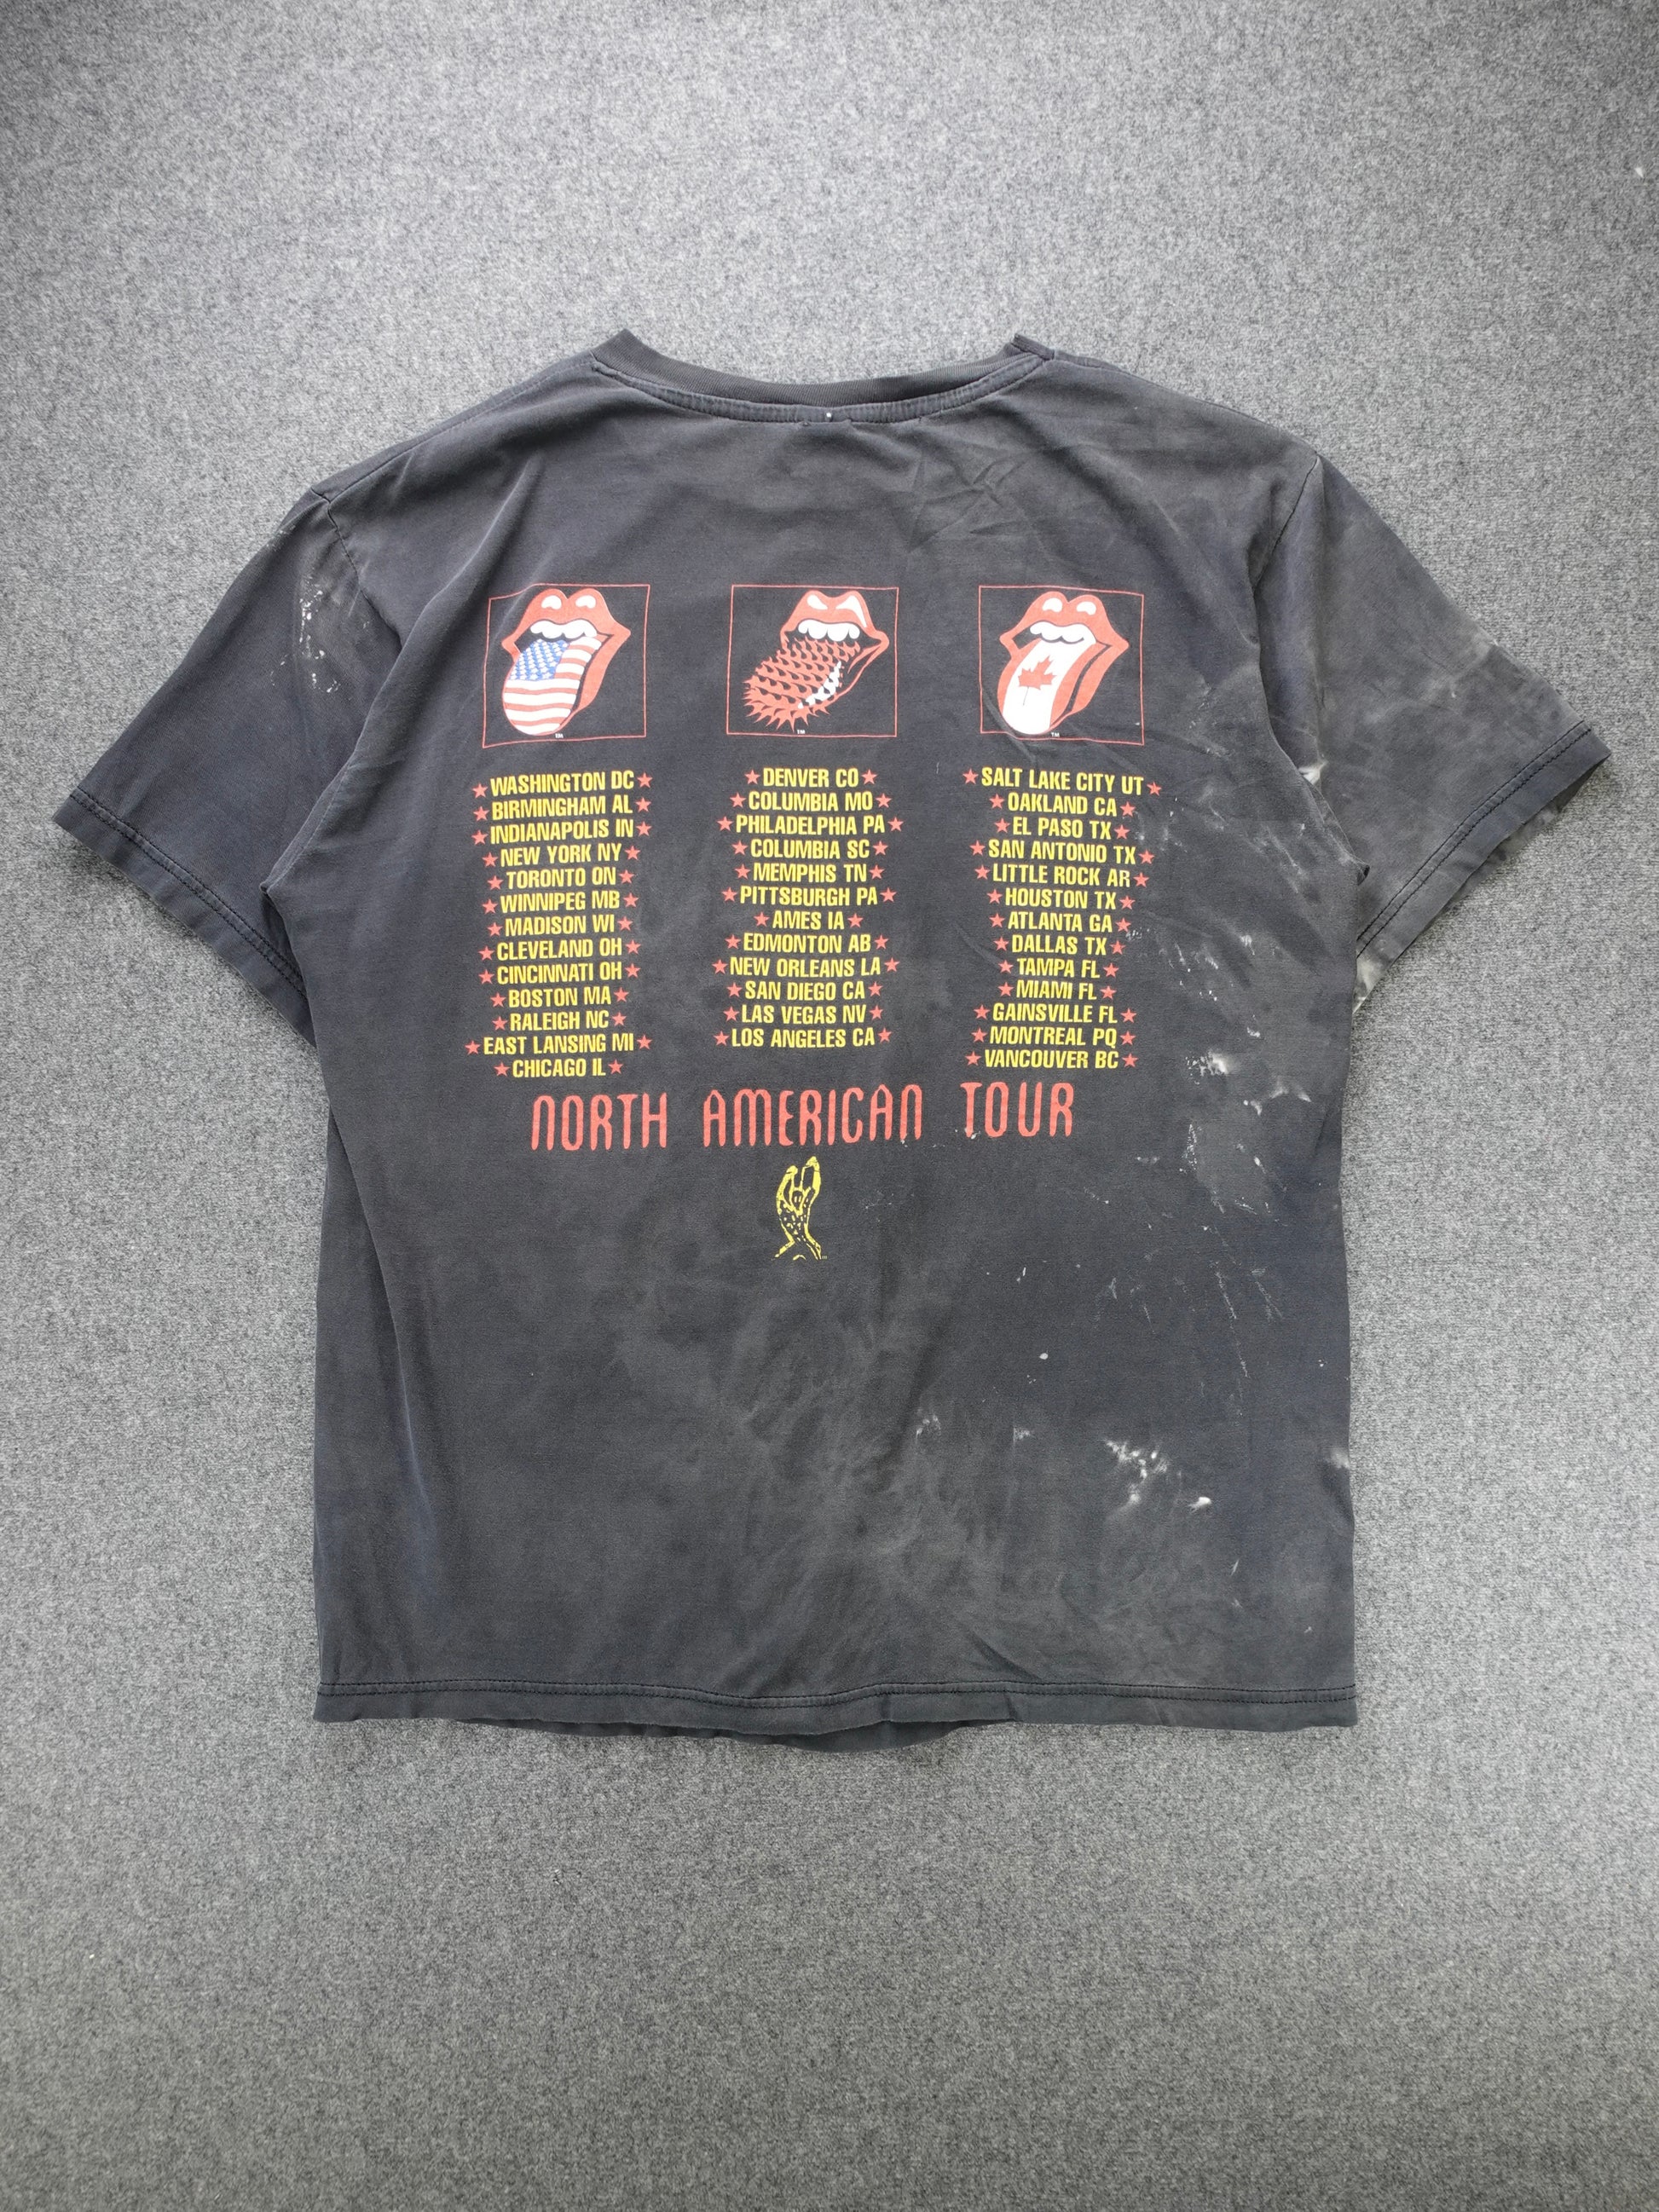 TM
TM
TM
WASHINGTON DC
BIRMINGHAM AL
INDIANAPOLIS IN
NEW YORK NY
TORONTO ON
WINNIPEG MB
MADISON WI
CLEVELAND OH
CINCINNATI OH
BOSTON MA
RALEIGH NC
EAST LANSING MI
CHICAGO IL
DENVER CO
COLUMBIA MO
PHILADELPHIA PA
COLUMBIA SC
MEMPHIS TN
PITTSBURGH PA
AMES IA
EDMONTON AB
NEW ORLEANS LA
SAN DIEGO CA
LAS VEGAS NV
LOS ANGELES CA
SALT LAKE CITY UT
OAKLAND CA
EL PASO TX
SAN ANTONIO TX
LITTLE ROCK AR
HOUSTON TX
ATLANTA GA
DALLAS TX
TAMPA FL
MIAMI FL
GAINSVILLE FL
MONTREAL PQ
VANCOUVER BC
NORTH AMERICAN TOUR